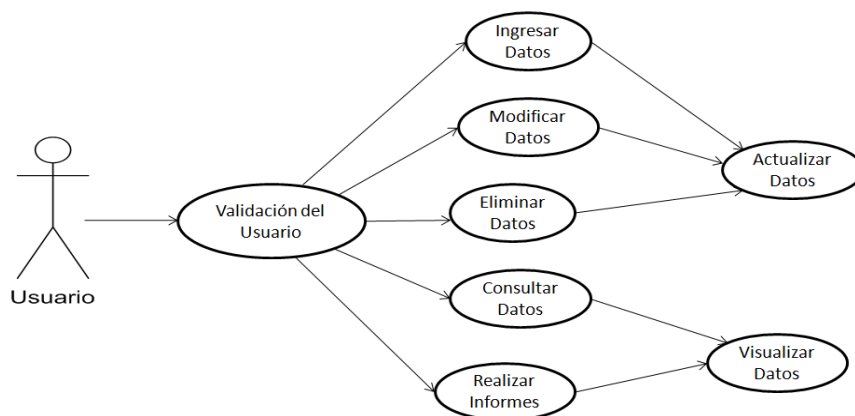 Ingresar
Datos
Modificar
Datos
Actualizar
Datos
Validación del
Usuario
Eliminar
Datos
Usuario
Consultar
Datos
Visualizar
Datos
Realizar
Informes